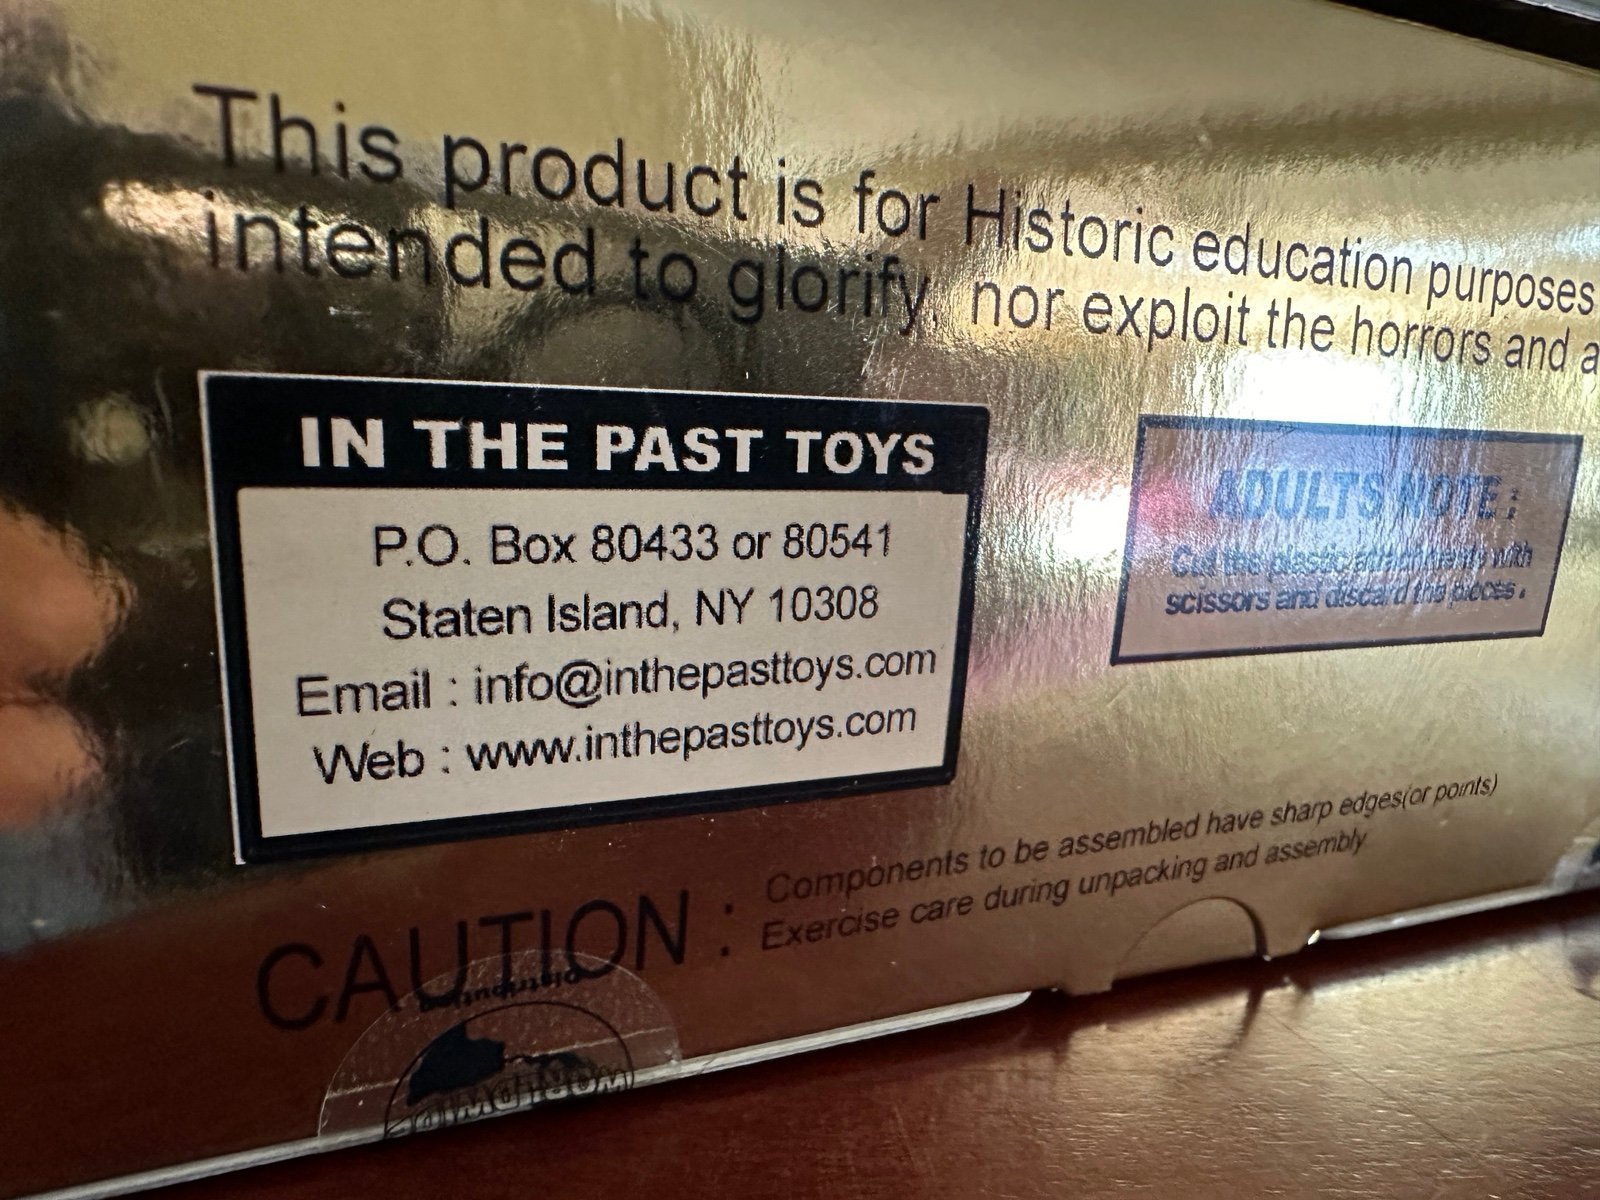 This product is for Historic education purposes
intended to glorify, nor exploit the horrors and a
IN THE PAST TOYS
P.O. Box 80433 or 80541
Staten Island, NY 10308
Email : info@inthepasttoys.com
Web : www.inthepasttoys.com
ADULTS NOTE :
Cut the plastic attachments with
scissors and discard the pieces .
CAUTION :
Components to be assembled have sharp edges(or points)
Exercise care during unpacking and assembly